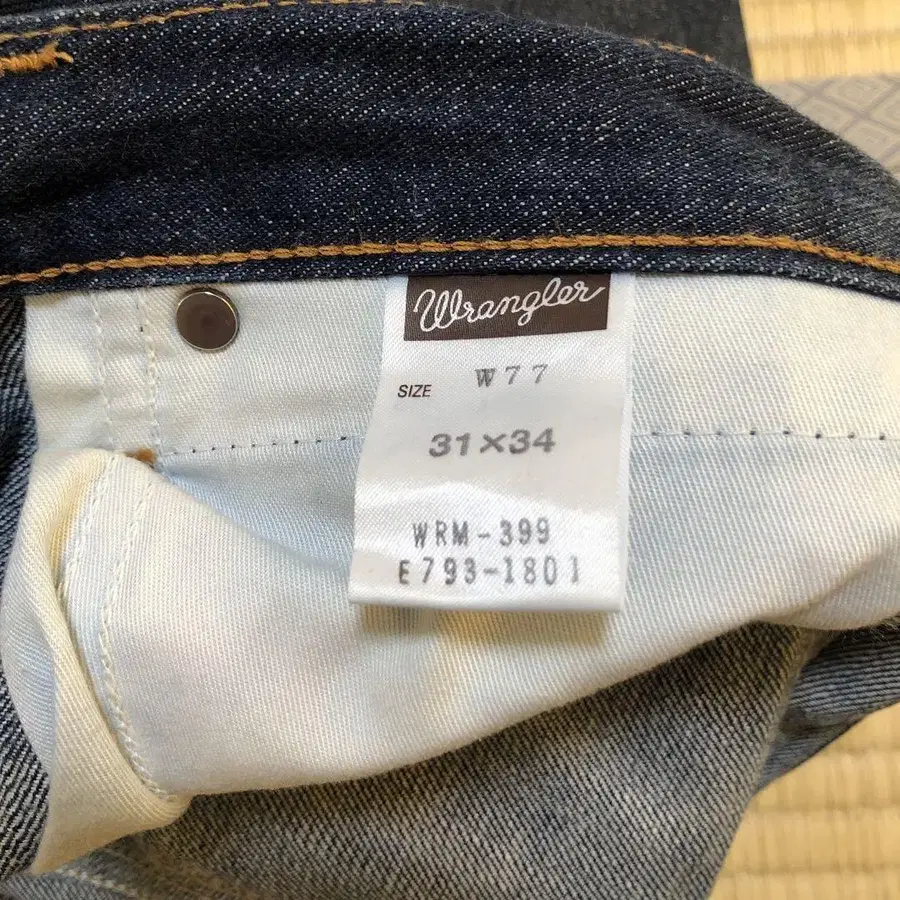 Wrangler
SIZE W77
31×34
WRM-399
E793-1801